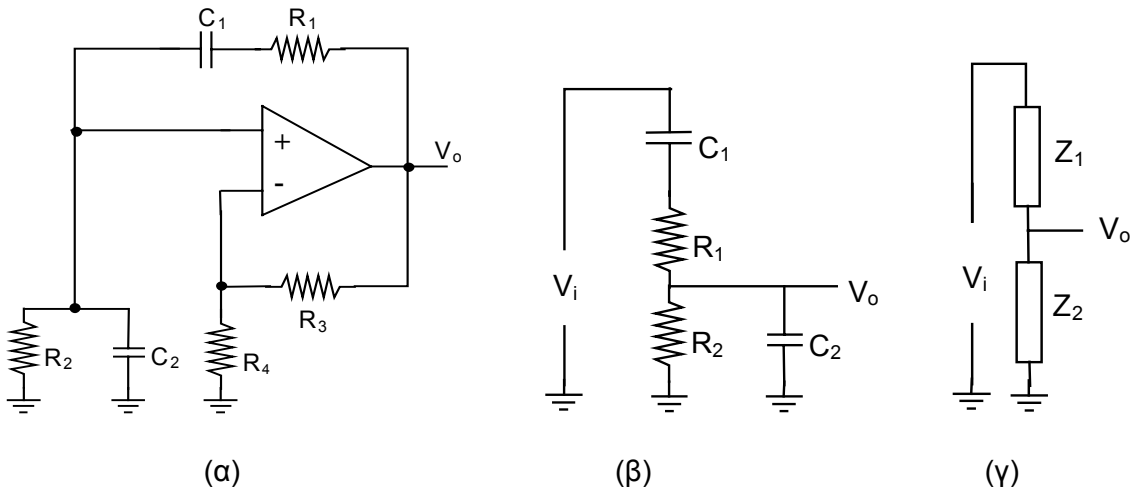 C₁ R₁
+
-
Vₒ
R₃
R₂ C₂ R₄
(α)
C₁
R₁
Vᵢ
Vₒ
R₂ C₂
(β)
Z₁
Vₒ
Vᵢ
Z₂
(γ)